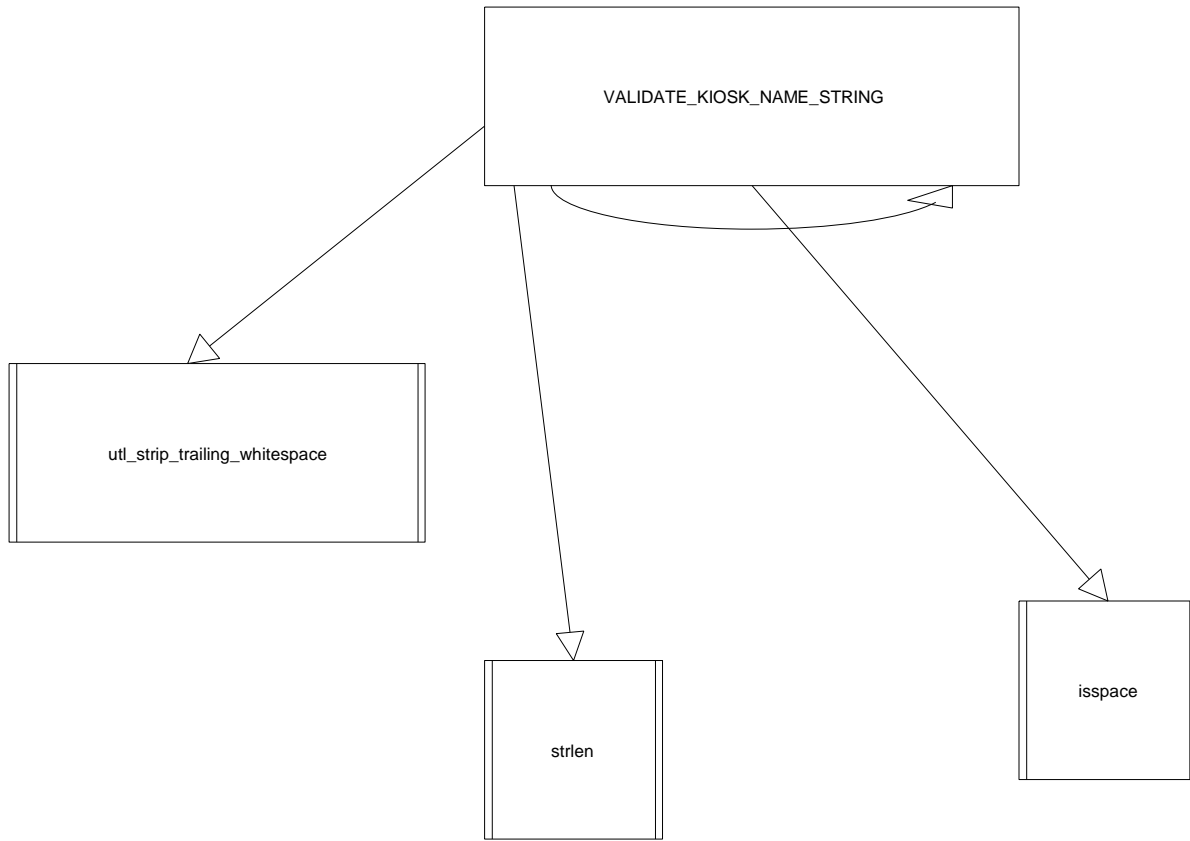 VALIDATE_KIOSK_NAME_STRING
utl_strip_trailing_whitespace
isspace
strlen